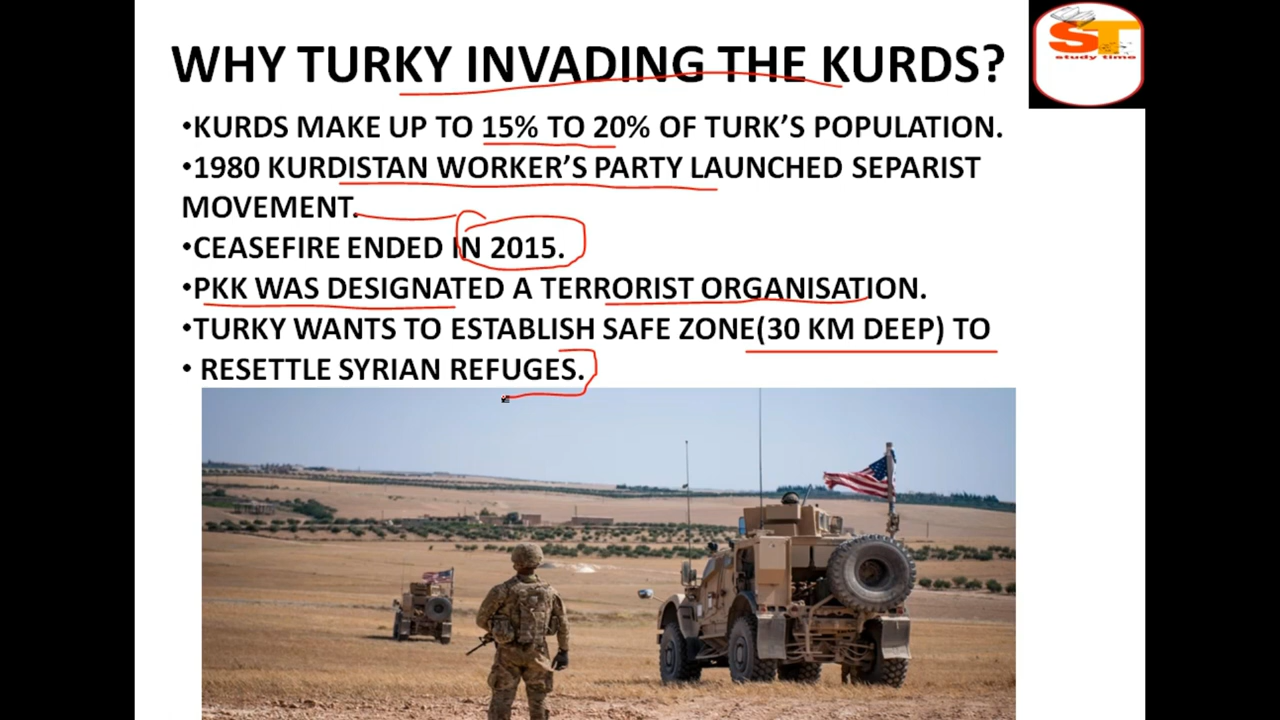 WHY TURKY INVADING THE KURDS?
ST
study time
•KURDS MAKE UP TO 15% TO 20% OF TURK'S POPULATION.
•1980 KURDISTAN WORKER'S PARTY LAUNCHED SEPARIST
MOVEMENT.
•CEASEFIRE ENDED IN 2015.
•PKK WAS DESIGNATED A TERRORIST ORGANISATION.
•TURKY WANTS TO ESTABLISH SAFE ZONE(30 KM DEEP) TO
• RESETTLE SYRIAN REFUGES.